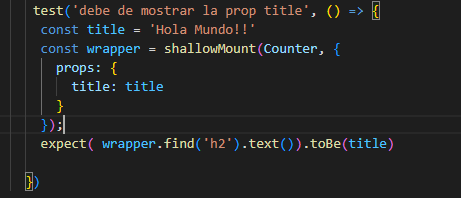 test('debe de mostrar la prop title', () => {
const title = 'Hola Mundo!!'
const wrapper = shallowMount(Counter, {
props: {
title: title
}
});
expect( wrapper.find('h2').text()).toBe(title)
})